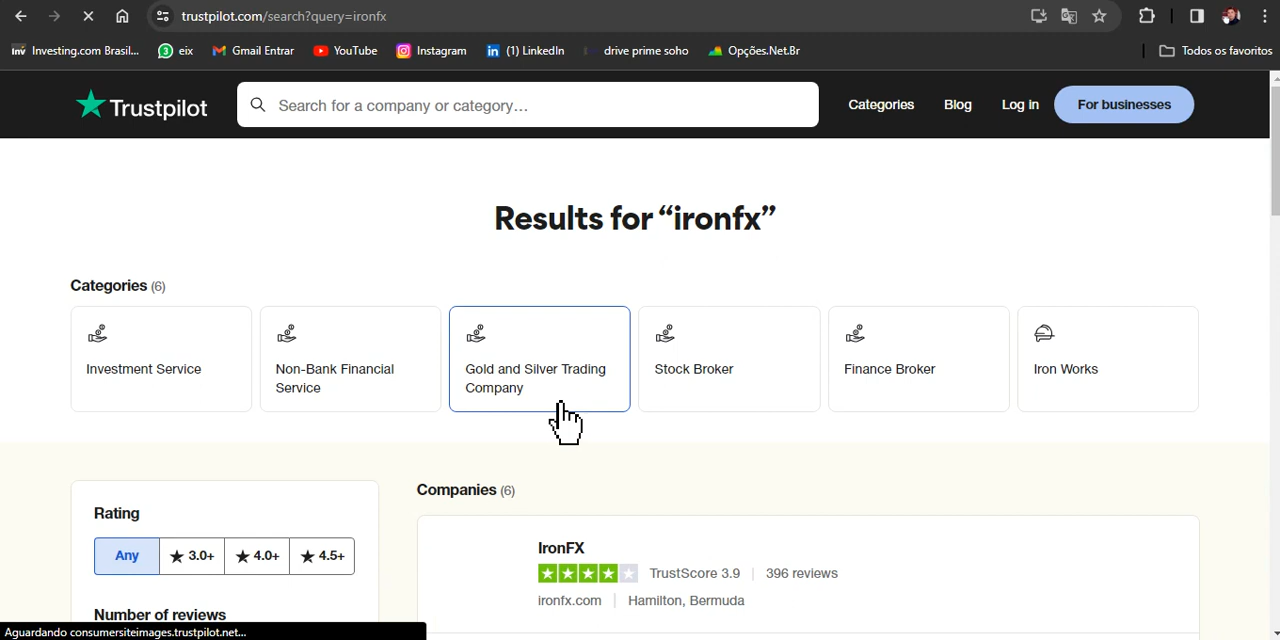 trustpilot.com/search?query=ironfx
inv Investing.com Brasil... 3 eix Gmail Entrar YouTube Instagram in (1) LinkedIn drive prime soho Opções.Net.Br Todos os favoritos
Trustpilot Search for a company or category... Categories Blog Log in For businesses
Results for “ironfx”
Categories (6)
Investment Service
Non-Bank Financial
Service
Gold and Silver Trading
Company
Stock Broker
Finance Broker
Iron Works
Rating
Any 3.0+ 4.0+ 4.5+
Number of reviews
Companies (6)
IronFX
TrustScore 3.9 | 396 reviews
ironfx.com | Hamilton, Bermuda
Aguardando consumersiteimages.trustpilot.net...